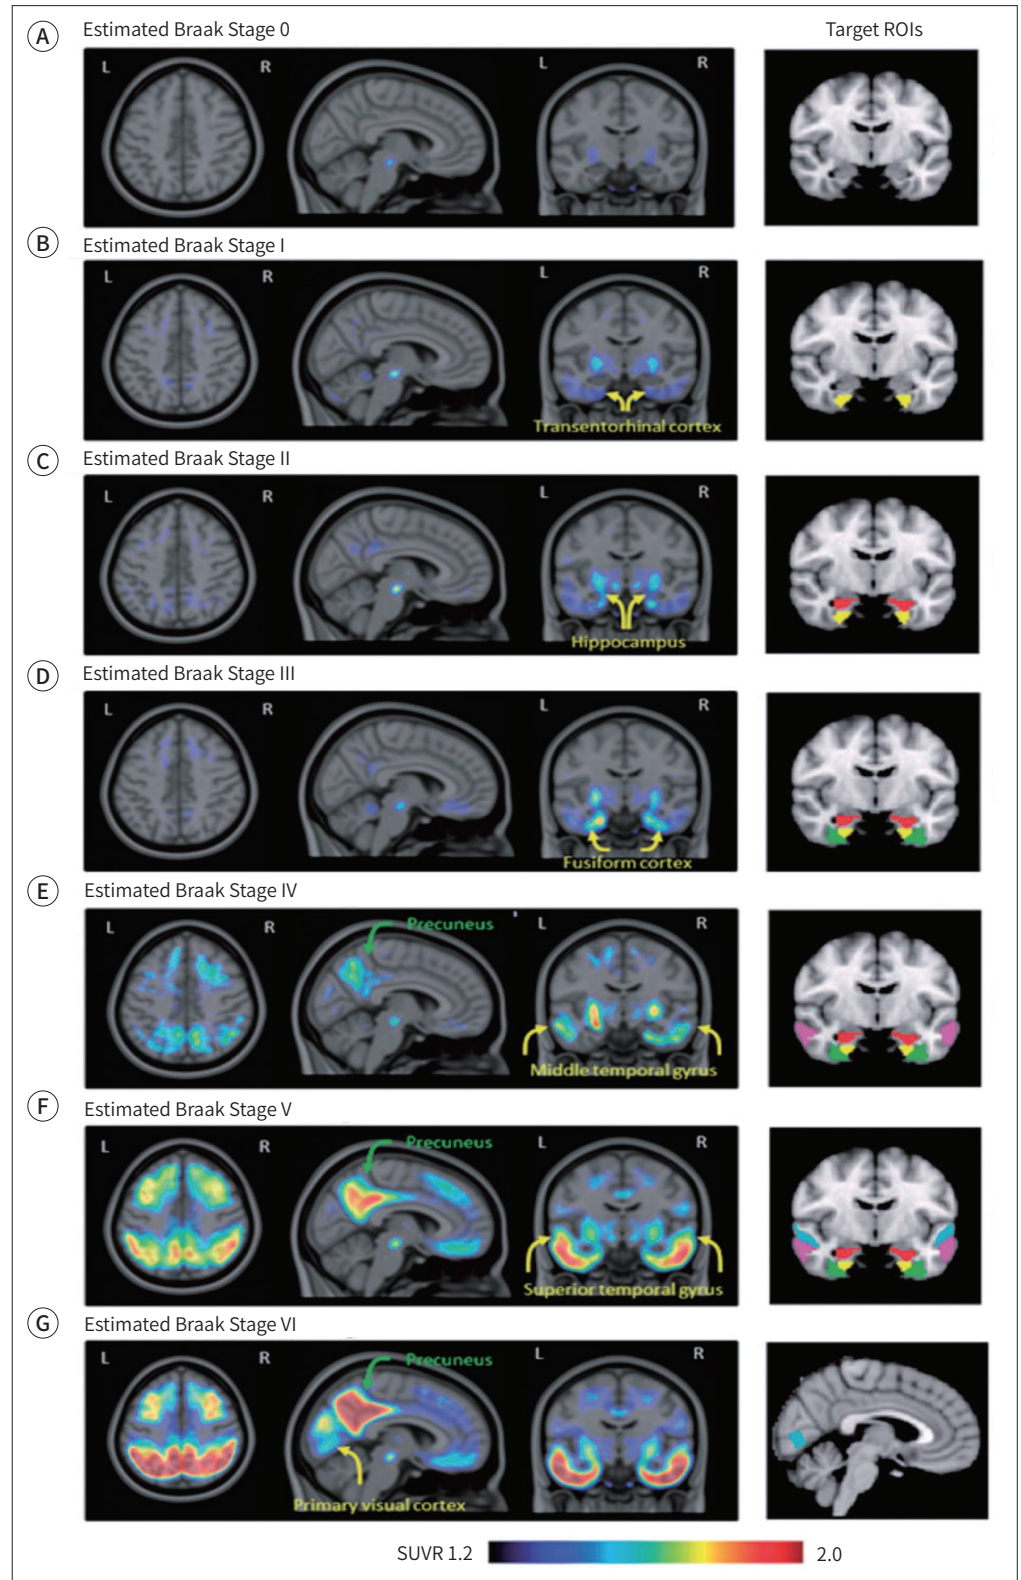 A Estimated Braak Stage 0 Target ROIs
L R L R
B Estimated Braak Stage I
L R L R
Transentorhinal cortex
C Estimated Braak Stage II
L R L R
Hippocampus
D Estimated Braak Stage III
L R L R
Fusiform cortex
E Estimated Braak Stage IV
L R Precuneus L R
Middle temporal gyrus
F Estimated Braak Stage V
L R Precuneus L R
Superior temporal gyrus
G Estimated Braak Stage VI
L R Precuneus L R
Primary visual cortex
SUVR 1.2 2.0